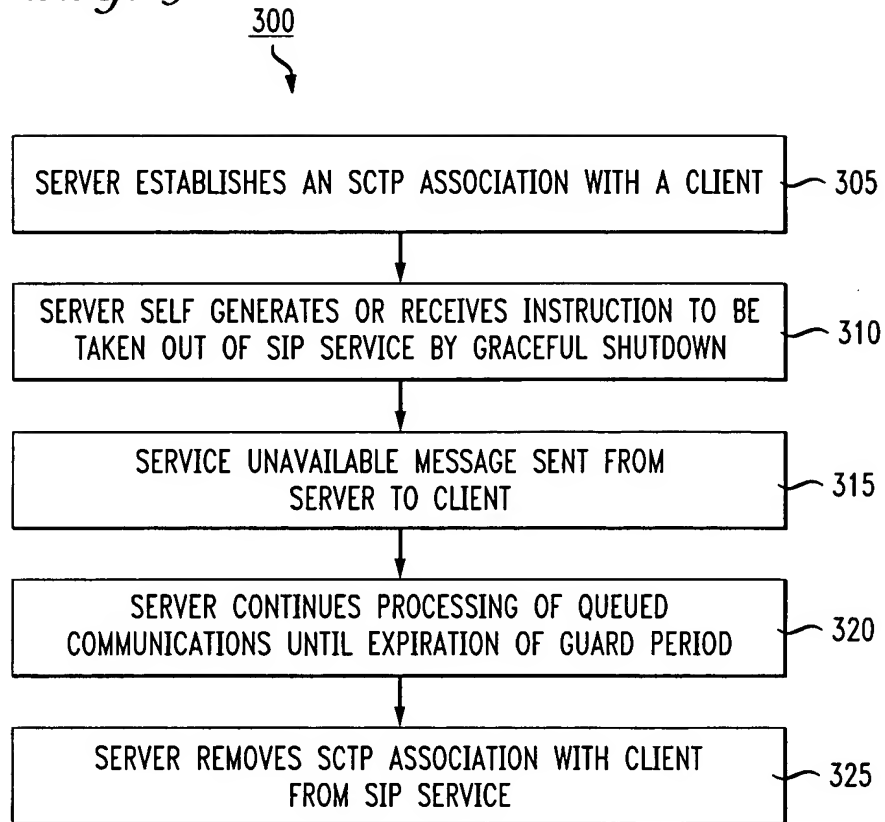 300
SERVER ESTABLISHES AN SCTP ASSOCIATION WITH A CLIENT
305
SERVER SELF GENERATES OR RECEIVES INSTRUCTION TO BE
TAKEN OUT OF SIP SERVICE BY GRACEFUL SHUTDOWN
310
SERVICE UNAVAILABLE MESSAGE SENT FROM
SERVER TO CLIENT
315
SERVER CONTINUES PROCESSING OF QUEUED
COMMUNICATIONS UNTIL EXPIRATION OF GUARD PERIOD
320
SERVER REMOVES SCTP ASSOCIATION WITH CLIENT
FROM SIP SERVICE
325